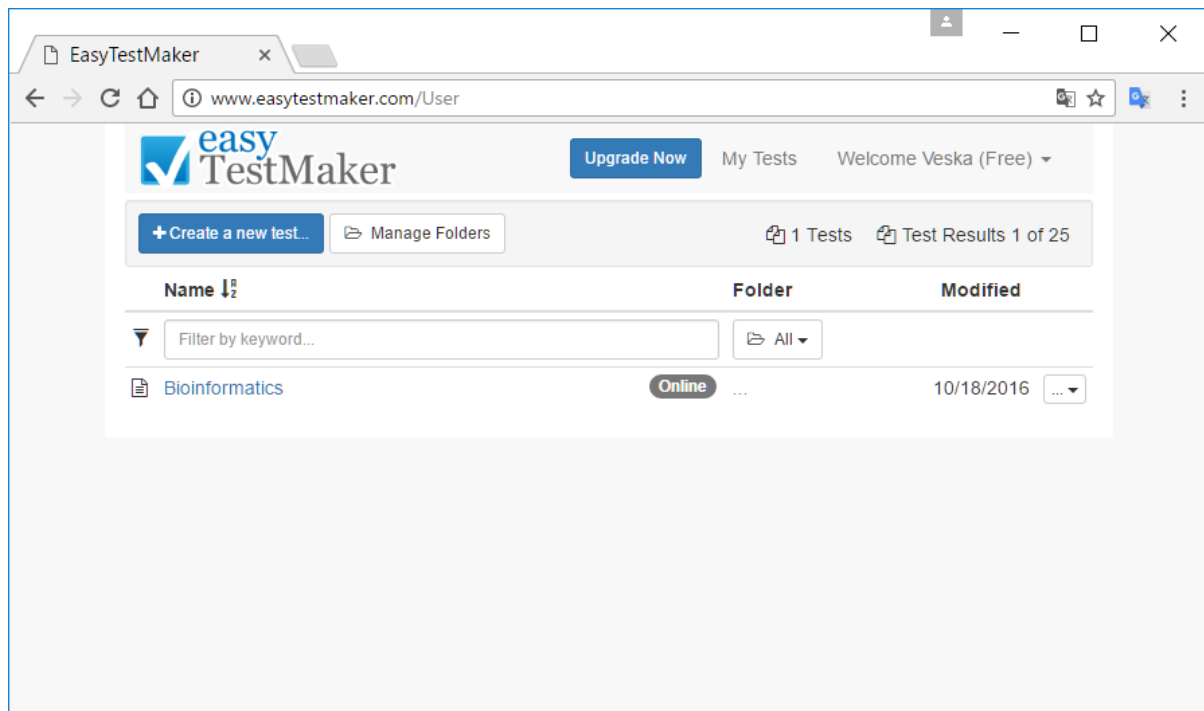 EasyTestMaker
www.easytestmaker.com/User
easy
TestMaker
Upgrade Now My Tests Welcome Veska (Free)
+ Create a new test... Manage Folders 1 Tests Test Results 1 of 25
Name Folder Modified
Filter by keyword... All
Bioinformatics Online ... 10/18/2016 ...